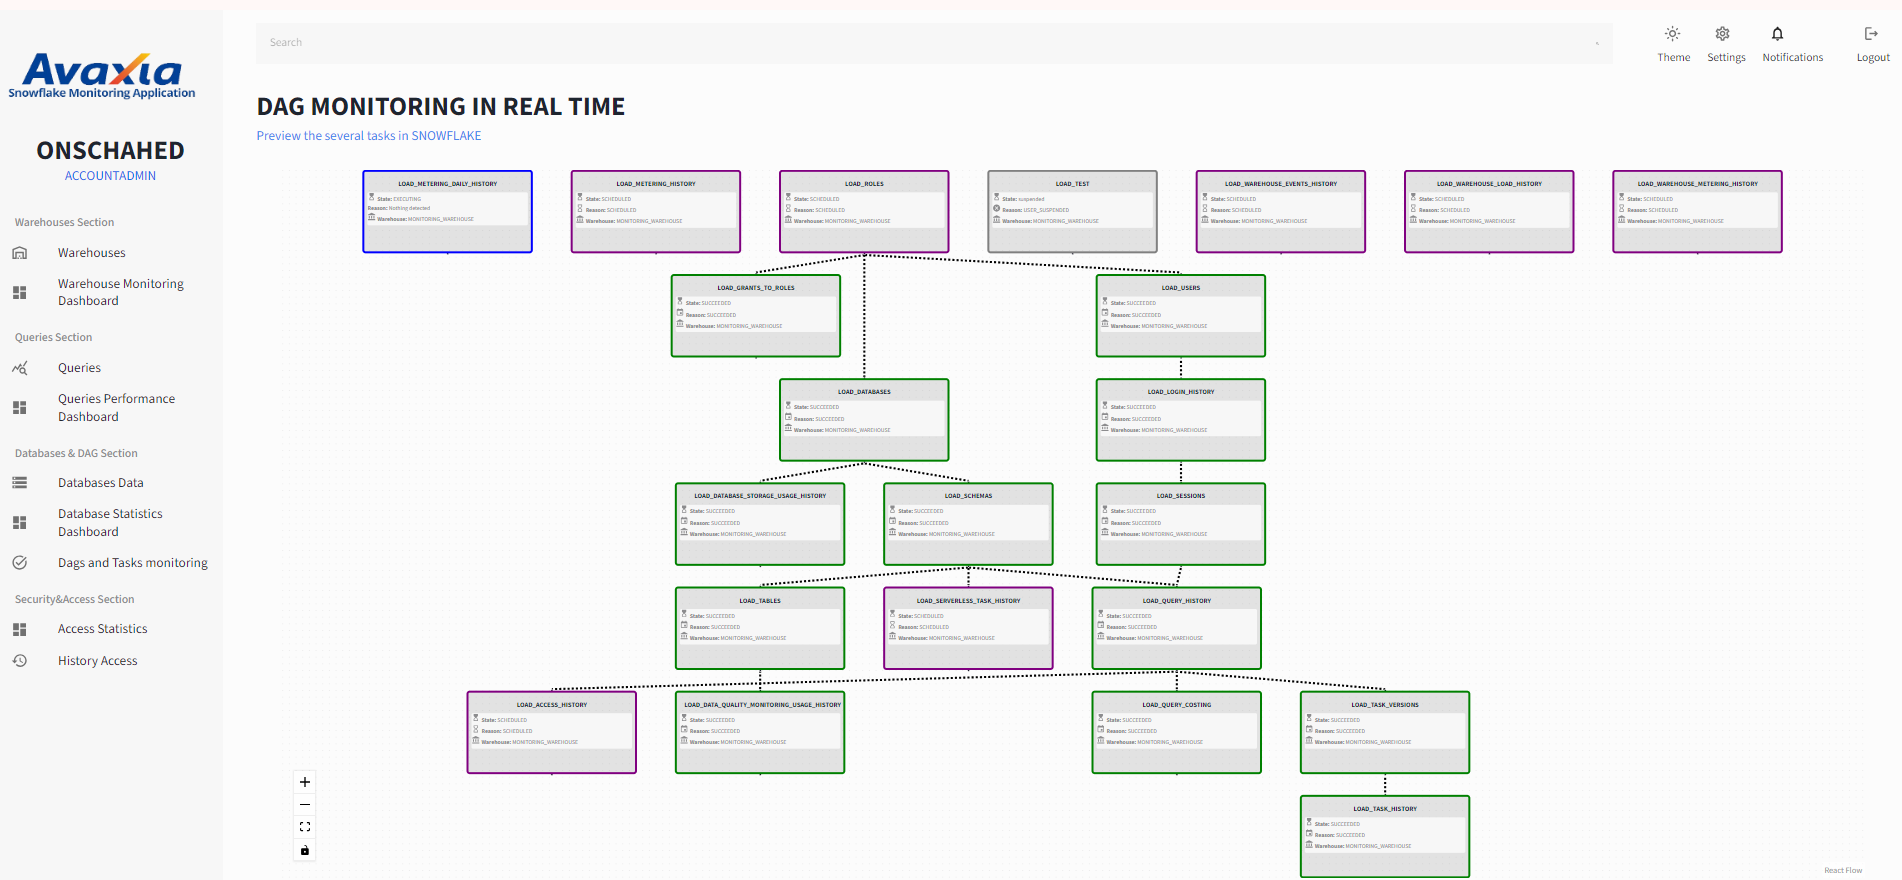 Search
Theme
Settings
Notifications
Logout
Avaxia
Snowflake Monitoring Application
ONSCHAHED
ACCOUNTADMIN
Warehouses Section
Warehouses
Warehouse Monitoring
Dashboard
Queries Section
Queries
Queries Performance
Dashboard
Databases & DAG Section
Databases Data
Database Statistics
Dashboard
Dags and Tasks monitoring
Security&Access Section
Access Statistics
History Access
DAG MONITORING IN REAL TIME
Preview the several tasks in SNOWFLAKE
LOAD_METERING_DAILY_HISTORY
State: EXECUTING
Reason: Nothing detected
Warehouse: MONITORING_WAREHOUSE
LOAD_METERING_HISTORY
State: SCHEDULED
Reason: SCHEDULED
Warehouse: MONITORING_WAREHOUSE
LOAD_ROLES
State: SCHEDULED
Reason: SCHEDULED
Warehouse: MONITORING_WAREHOUSE
LOAD_TEST
State: suspended
Reason: USER_SUSPENDED
Warehouse: MONITORING_WAREHOUSE
LOAD_WAREHOUSE_EVENTS_HISTORY
State: SCHEDULED
Reason: SCHEDULED
Warehouse: MONITORING_WAREHOUSE
LOAD_WAREHOUSE_LOAD_HISTORY
State: SCHEDULED
Reason: SCHEDULED
Warehouse: MONITORING_WAREHOUSE
LOAD_WAREHOUSE_METERING_HISTORY
State: SCHEDULED
Reason: SCHEDULED
Warehouse: MONITORING_WAREHOUSE
LOAD_GRANTS_TO_ROLES
State: SUCCEEDED
Reason: SUCCEEDED
Warehouse: MONITORING_WAREHOUSE
LOAD_USERS
State: SUCCEEDED
Reason: SUCCEEDED
Warehouse: MONITORING_WAREHOUSE
LOAD_DATABASES
State: SUCCEEDED
Reason: SUCCEEDED
Warehouse: MONITORING_WAREHOUSE
LOAD_LOGIN_HISTORY
State: SUCCEEDED
Reason: SUCCEEDED
Warehouse: MONITORING_WAREHOUSE
LOAD_DATABASE_STORAGE_USAGE_HISTORY
State: SUCCEEDED
Reason: SUCCEEDED
Warehouse: MONITORING_WAREHOUSE
LOAD_SCHEMAS
State: SUCCEEDED
Reason: SUCCEEDED
Warehouse: MONITORING_WAREHOUSE
LOAD_SESSIONS
State: SUCCEEDED
Reason: SUCCEEDED
Warehouse: MONITORING_WAREHOUSE
LOAD_TABLES
State: SUCCEEDED
Reason: SUCCEEDED
Warehouse: MONITORING_WAREHOUSE
LOAD_SERVERLESS_TASK_HISTORY
State: SCHEDULED
Reason: SCHEDULED
Warehouse: MONITORING_WAREHOUSE
LOAD_QUERY_HISTORY
State: SUCCEEDED
Reason: SUCCEEDED
Warehouse: MONITORING_WAREHOUSE
LOAD_ACCESS_HISTORY
State: SCHEDULED
Reason: SCHEDULED
Warehouse: MONITORING_WAREHOUSE
LOAD_DATA_QUALITY_MONITORING_USAGE_HISTORY
State: SUCCEEDED
Reason: SUCCEEDED
Warehouse: MONITORING_WAREHOUSE
LOAD_QUERY_COSTING
State: SUCCEEDED
Reason: SUCCEEDED
Warehouse: MONITORING_WAREHOUSE
LOAD_TASK_VERSIONS
State: SUCCEEDED
Reason: SUCCEEDED
Warehouse: MONITORING_WAREHOUSE
LOAD_TASK_HISTORY
State: SUCCEEDED
Reason: SUCCEEDED
Warehouse: MONITORING_WAREHOUSE
React Flow